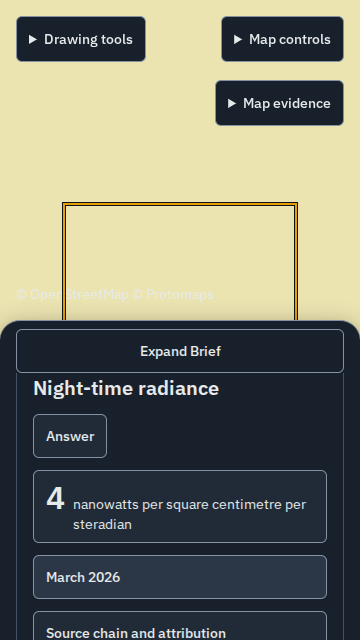 Drawing tools
Map controls
Map evidence
© OpenStreetMap © Protomaps
Expand Brief
Night-time radiance
Answer
4 nanowatts per square centimetre per
steradian
March 2026
Source chain and attribution